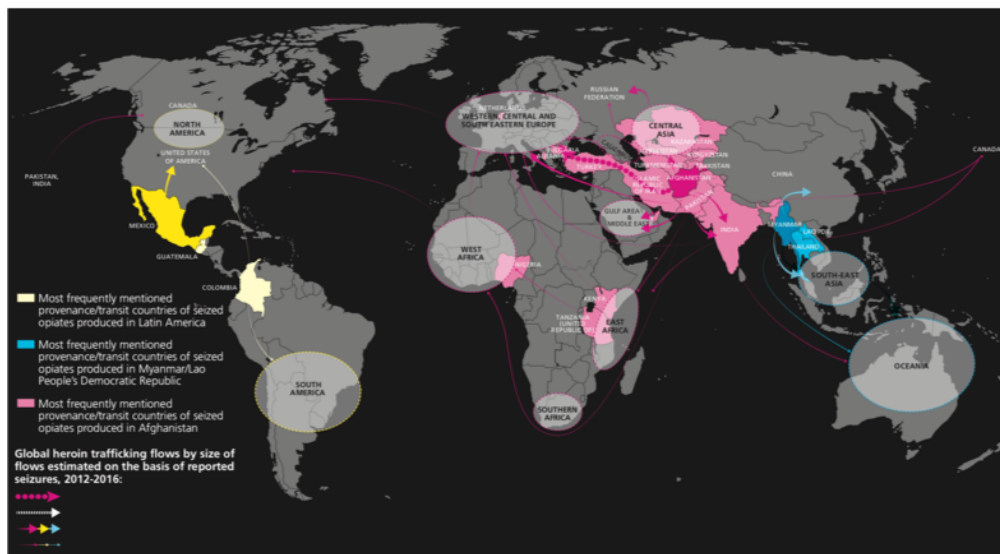 RUSSIAN
FEDERATION
CANADA
NORTH
AMERICA
UNITED STATES
OF AMERICA
WESTERN, CENTRAL AND
SOUTH EASTERN EUROPE
CENTRAL
ASIA
CANADA
PAKISTAN,
INDIA
TURKEY
AFGHANISTAN
PAKISTAN
CHINA
MEXICO
GUATEMALA
GULF AREA
&
MIDDLE EAST
INDIA
MYANMAR
LAO PDR
THAILAND
WEST
AFRICA
NIGERIA
SOUTH-EAST
ASIA
COLOMBIA
KENYA
TANZANIA
(UNITED
REPUBLIC OF)
EAST
AFRICA
OCEANIA
SOUTH
AMERICA
SOUTHERN
AFRICA
Most frequently mentioned
provenance/transit countries of seized
opiates produced in Latin America
Most frequently mentioned
provenance/transit countries of seized
opiates produced in Myanmar/Lao
People's Democratic Republic
Most frequently mentioned
provenance/transit countries of seized
opiates produced in Afghanistan
Global heroin trafficking flows by size of
flows estimated on the basis of reported
seizures, 2012-2016: